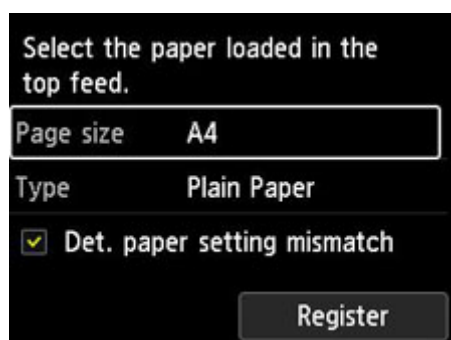 Select the paper loaded in the
top feed.
Page size A4
Type Plain Paper
Det. paper setting mismatch
Register